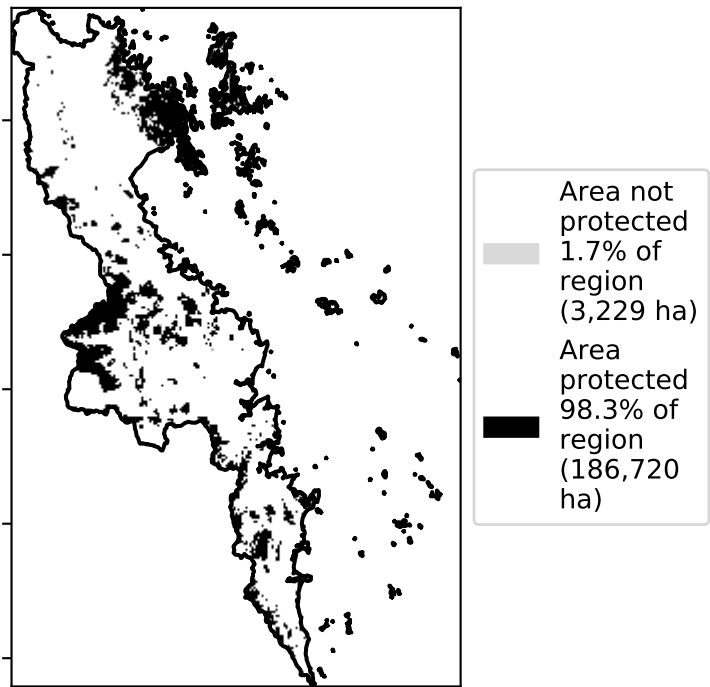 Area not
protected
1.7% of
region
(3,229 ha)
Area
protected
98.3% of
region
(186,720
ha)